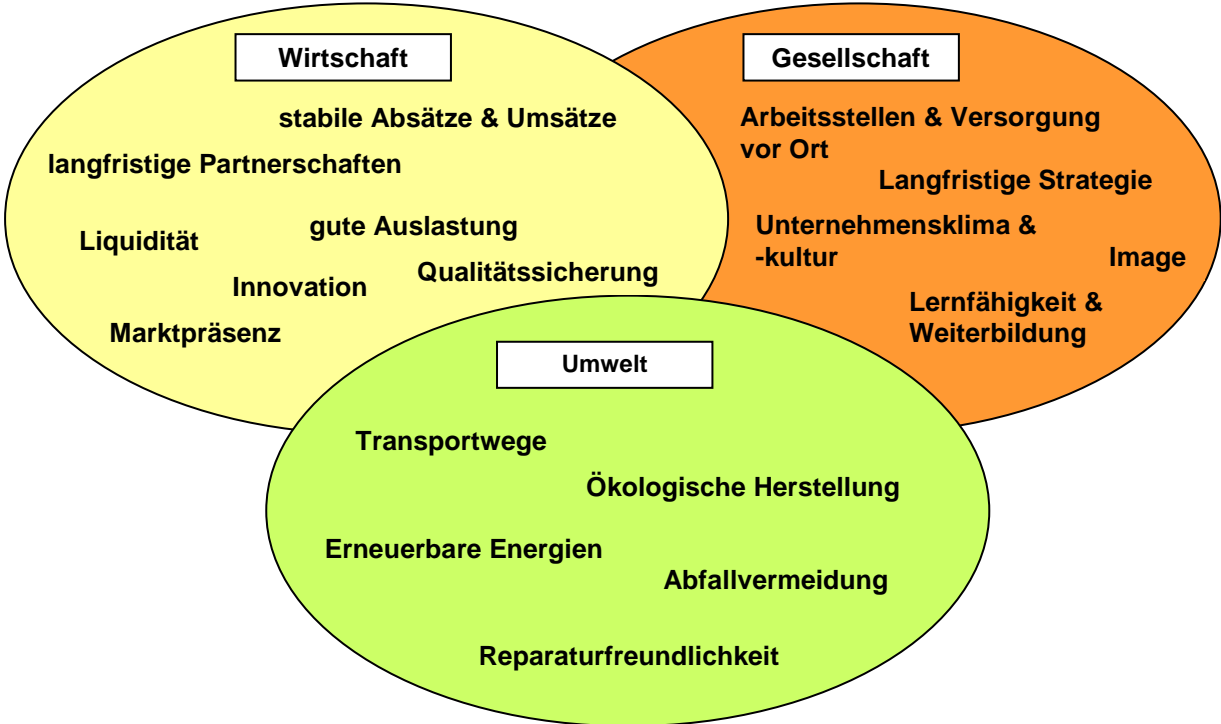 Wirtschaft
stabile Absätze & Umsätze
langfristige Partnerschaften
gute Auslastung
Liquidität
Qualitätssicherung
Innovation
Marktpräsenz
Gesellschaft
Arbeitsstellen & Versorgung
vor Ort
Langfristige Strategie
Unternehmensklima &
-kultur
Image
Lernfähigkeit &
Weiterbildung
Umwelt
Transportwege
Ökologische Herstellung
Erneuerbare Energien
Abfallvermeidung
Reparaturfreundlichkeit